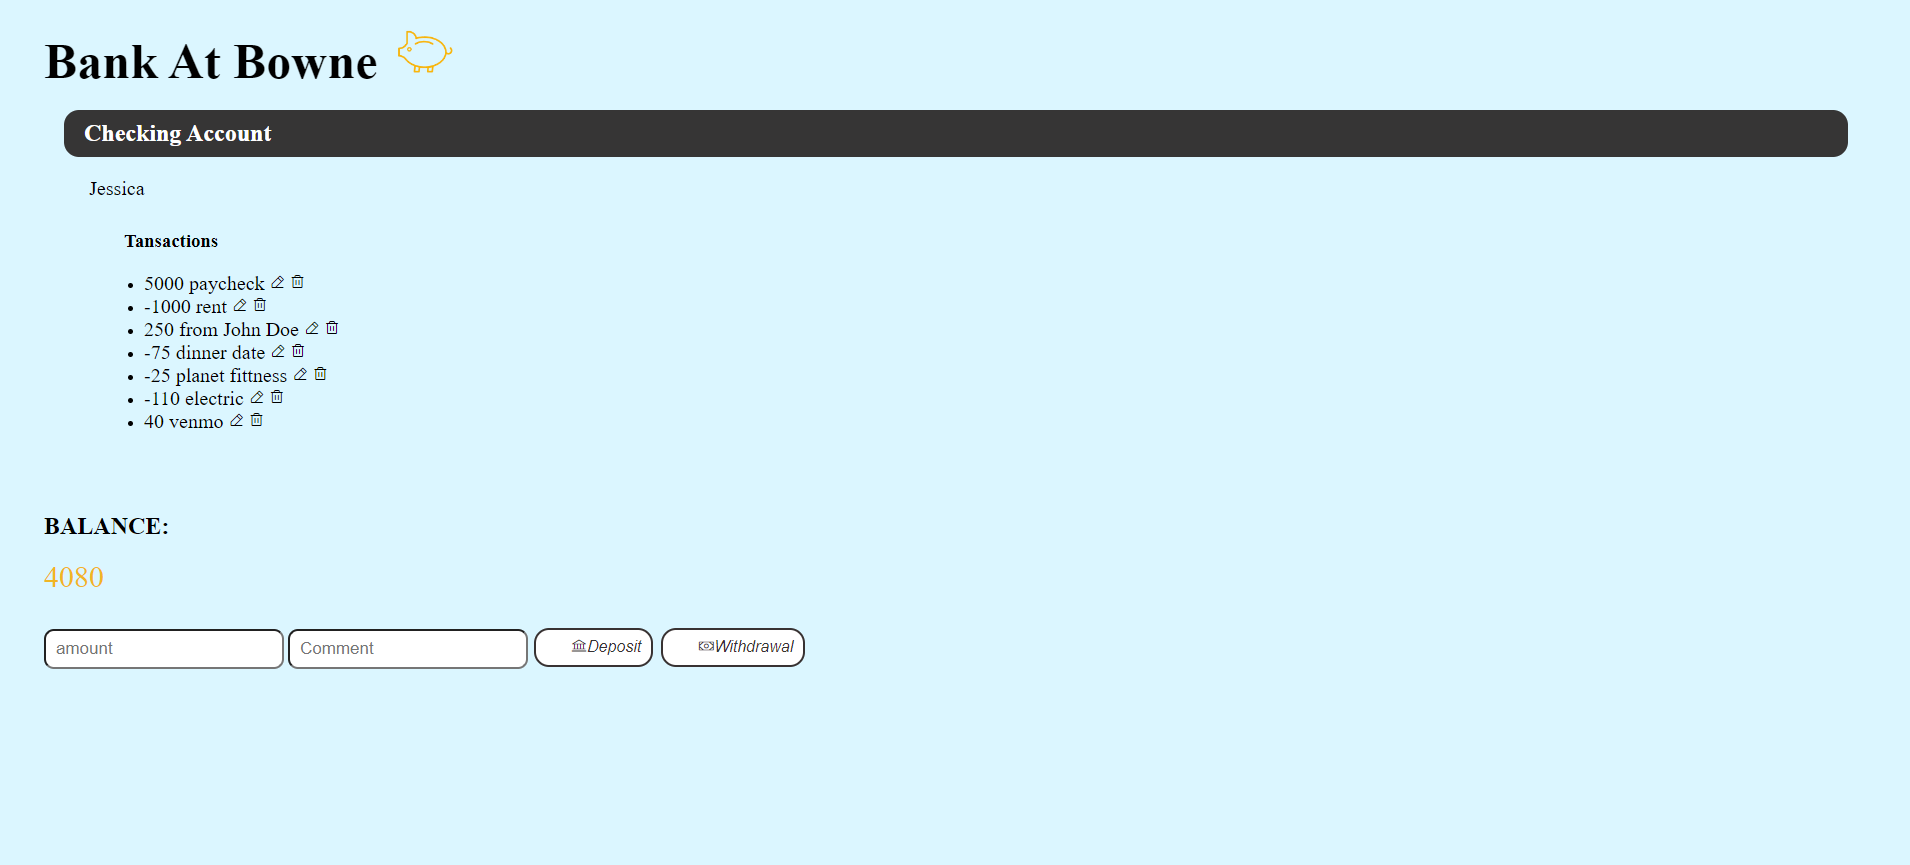 Bank At Bowne
Checking Account
Jessica
Tansactions
5000 paycheck
-1000 rent
250 from John Doe
-75 dinner date
-25 planet fittness
-110 electric
40 venmo
BALANCE:
4080
amount Comment Deposit Withdrawal